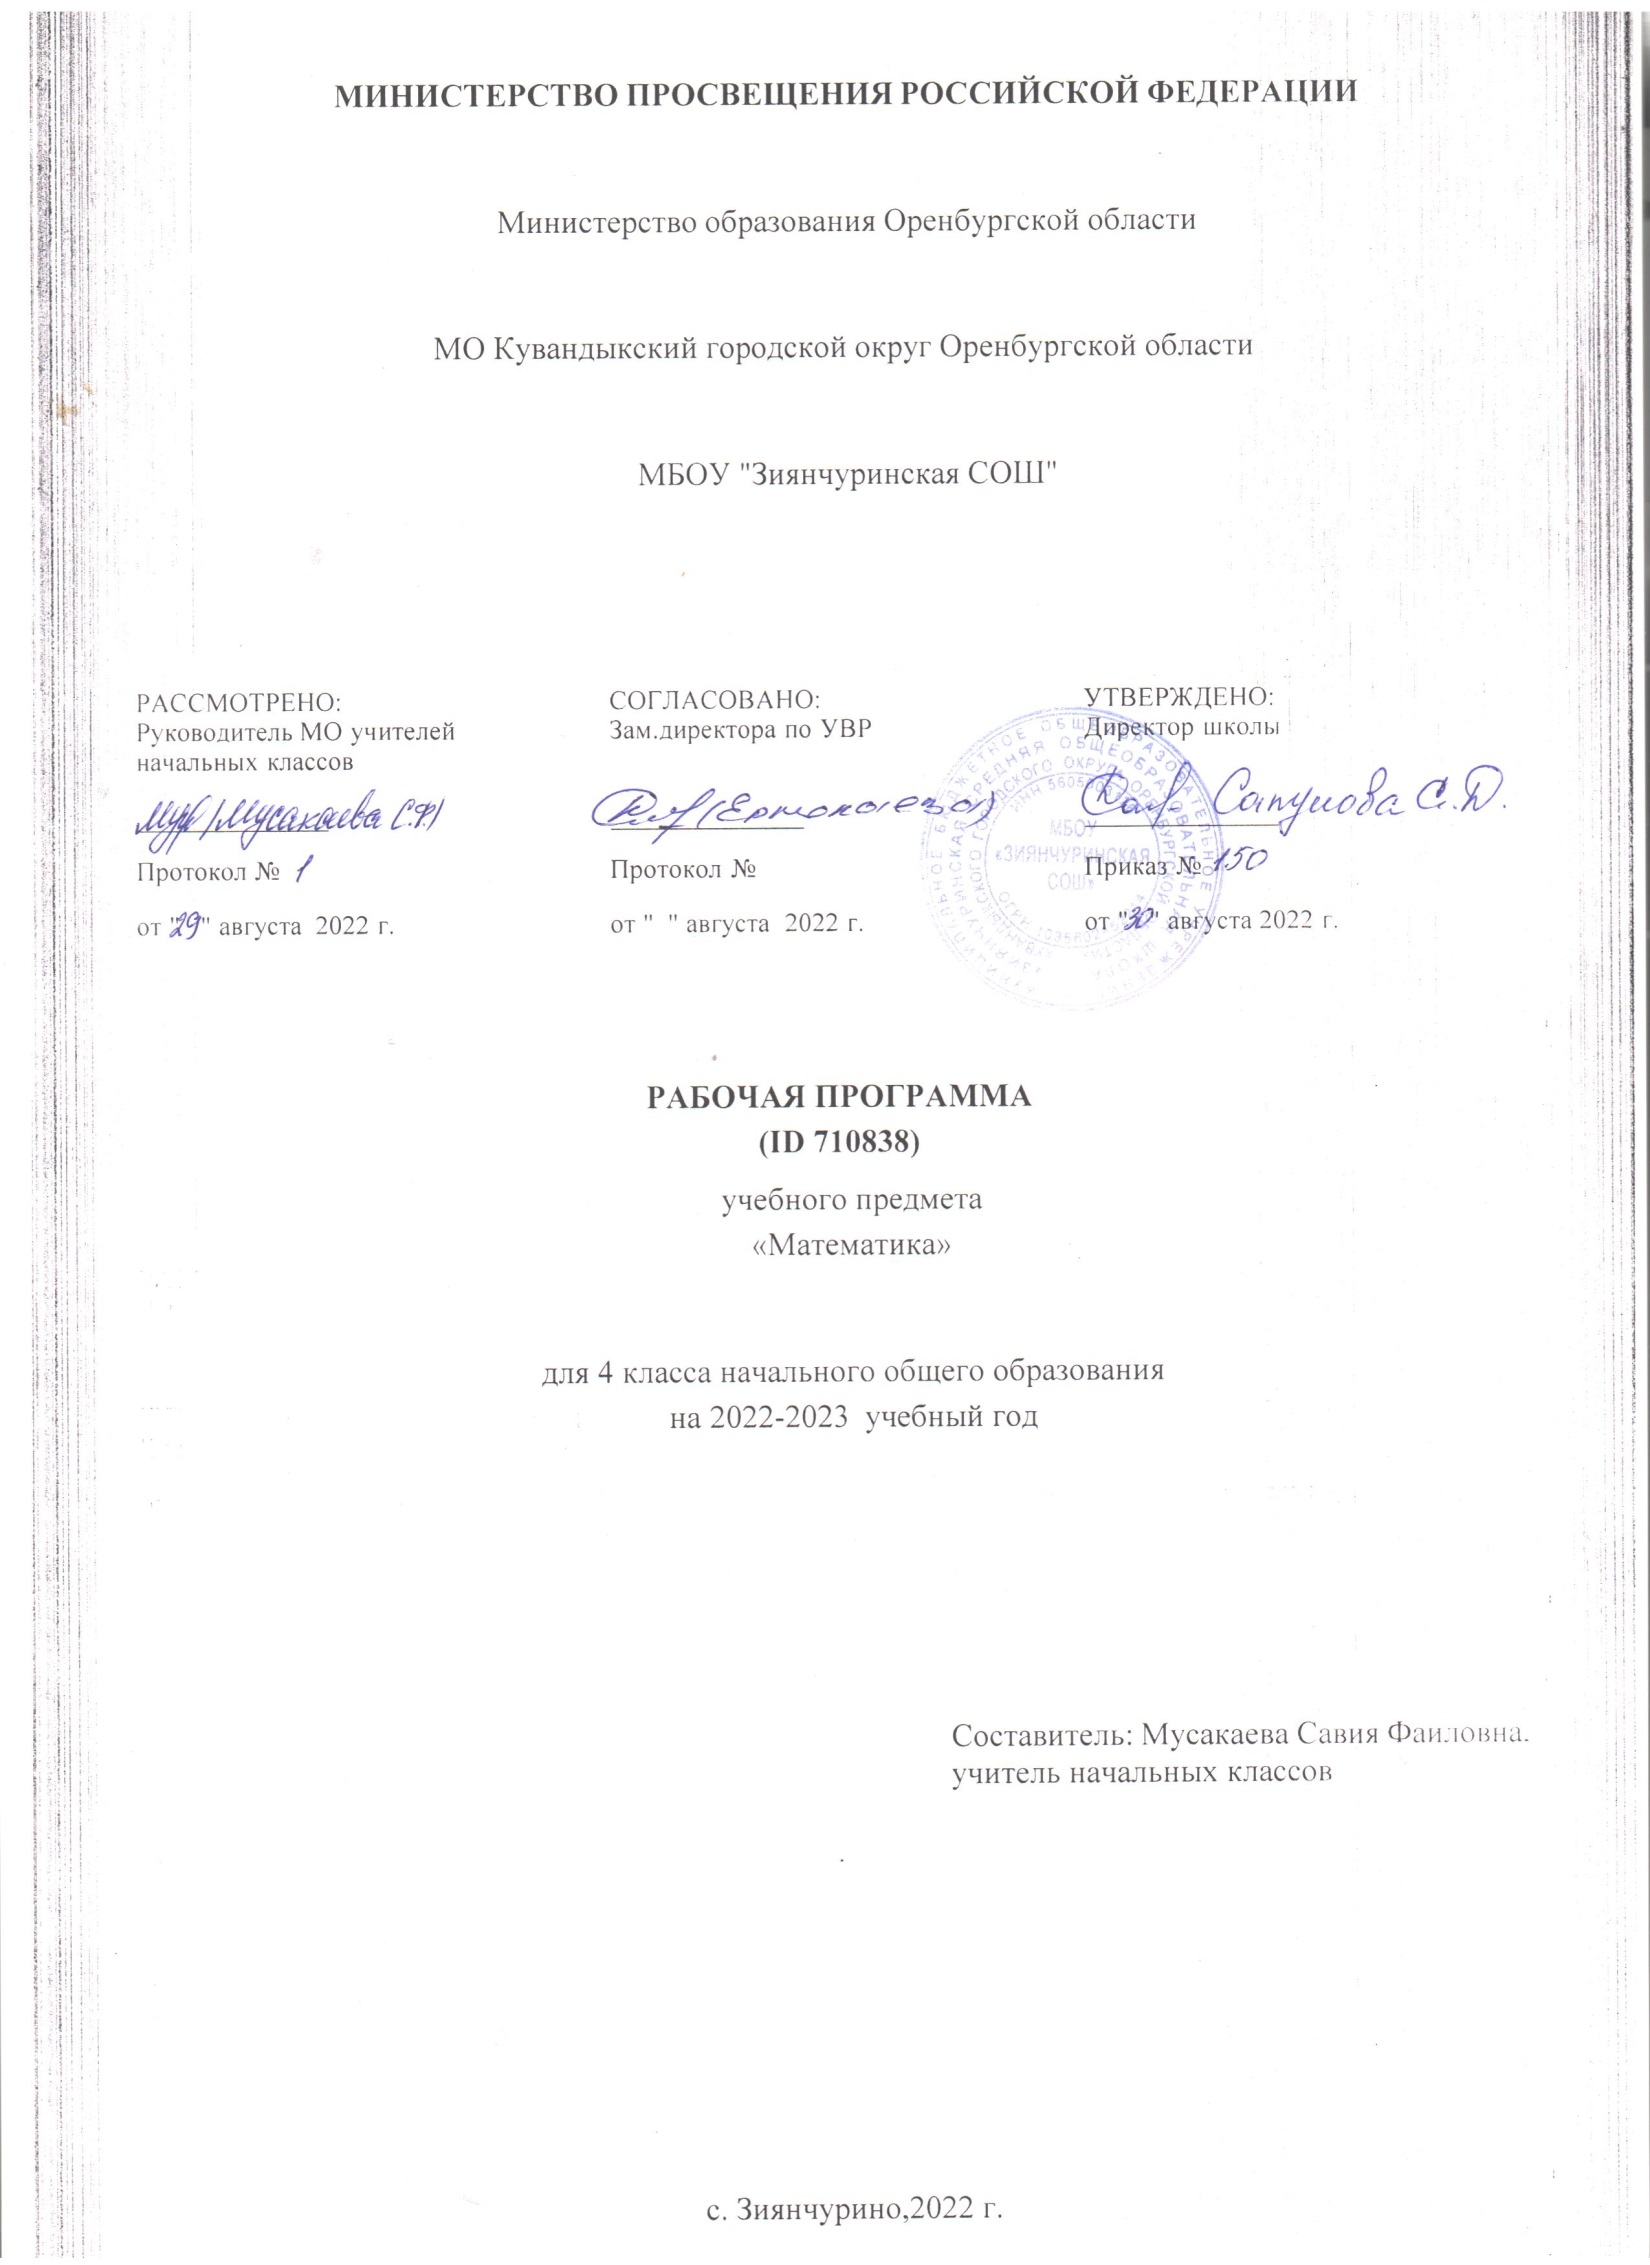 МИНИСТЕРСТВО ПРОСВЕЩЕНИЯ РОССИЙСКОЙ ФЕДЕРАЦИИ
Министерство образования Оренбургской области
МО Кувандыкский городской округ Оренбургской области
МБОУ "Зиянчуринская СОШ"
РАССМОТРЕНО:
Руководитель МО учителей
начальных классов
/Мусакаева С.Ф/
Протокол № 1
от "29" августа 2022 г.
СОГЛАСОВАНО:
Зам.директора по УВР
Протокол №
от " " августа 2022 г.
УТВЕРЖДЕНО:
Директор школы
С.Д.
Приказ № 150
от "30" августа 2022 г.
МБОУ
«ЗИЯНЧУРИНСКАЯ
СОШ»
РАБОЧАЯ ПРОГРАММА
(ID 710838)
учебного предмета
«Математика»
для 4 класса начального общего образования
на 2022-2023 учебный год
Составитель: Мусакаева Савия Фаиловна.
учитель начальных классов
с. Зиянчурино,2022 г.